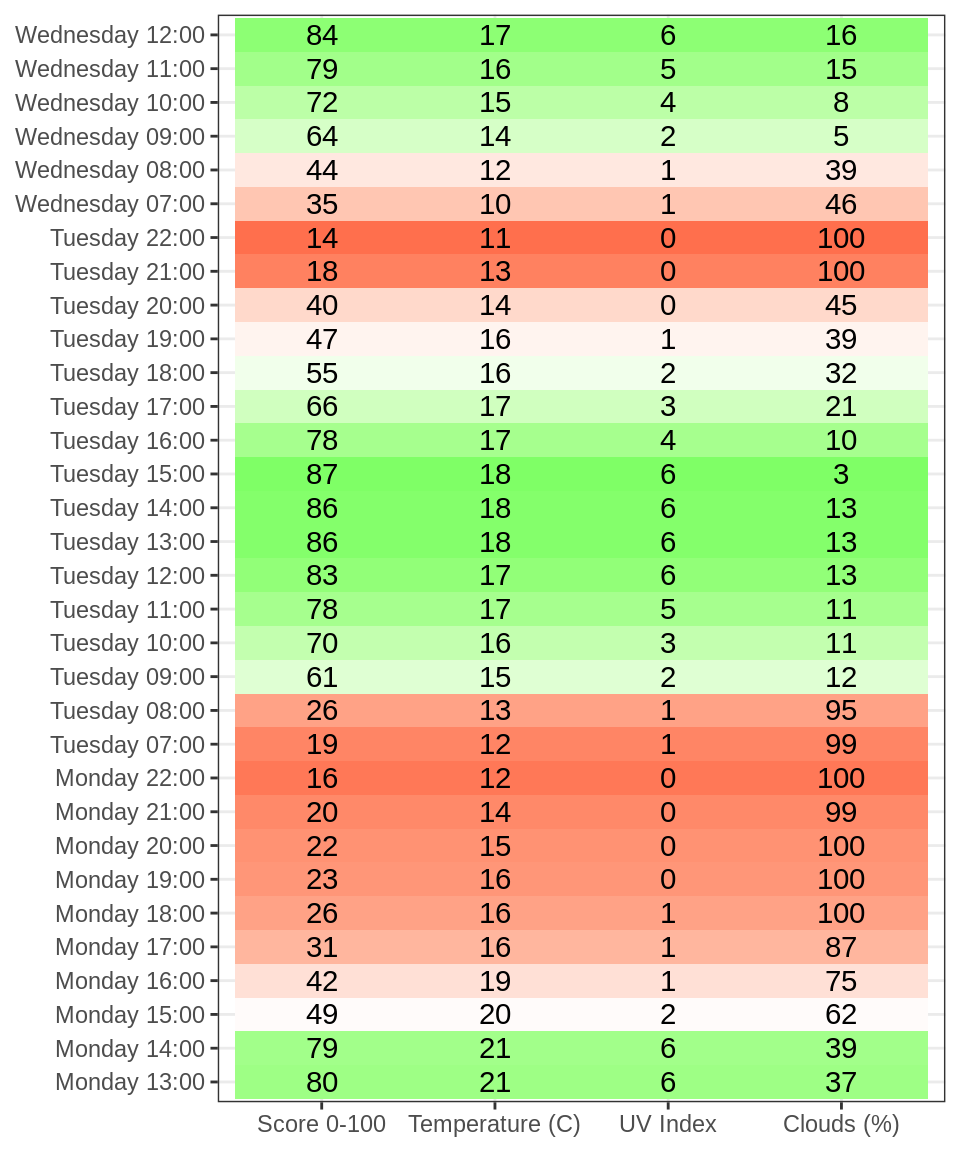 Wednesday 12:00 84 17 6 16
Wednesday 11:00 79 16 5 15
Wednesday 10:00 72 15 4 8
Wednesday 09:00 64 14 2 5
Wednesday 08:00 44 12 1 39
Wednesday 07:00 35 10 1 46
Tuesday 22:00 14 11 0 100
Tuesday 21:00 18 13 0 100
Tuesday 20:00 40 14 0 45
Tuesday 19:00 47 16 1 39
Tuesday 18:00 55 16 2 32
Tuesday 17:00 66 17 3 21
Tuesday 16:00 78 17 4 10
Tuesday 15:00 87 18 6 3
Tuesday 14:00 86 18 6 13
Tuesday 13:00 86 18 6 13
Tuesday 12:00 83 17 6 13
Tuesday 11:00 78 17 5 11
Tuesday 10:00 70 16 3 11
Tuesday 09:00 61 15 2 12
Tuesday 08:00 26 13 1 95
Tuesday 07:00 19 12 1 99
Monday 22:00 16 12 0 100
Monday 21:00 20 14 0 99
Monday 20:00 22 15 0 100
Monday 19:00 23 16 0 100
Monday 18:00 26 16 1 100
Monday 17:00 31 16 1 87
Monday 16:00 42 19 1 75
Monday 15:00 49 20 2 62
Monday 14:00 79 21 6 39
Monday 13:00 80 21 6 37
Score 0-100 Temperature (C) UV Index Clouds (%)